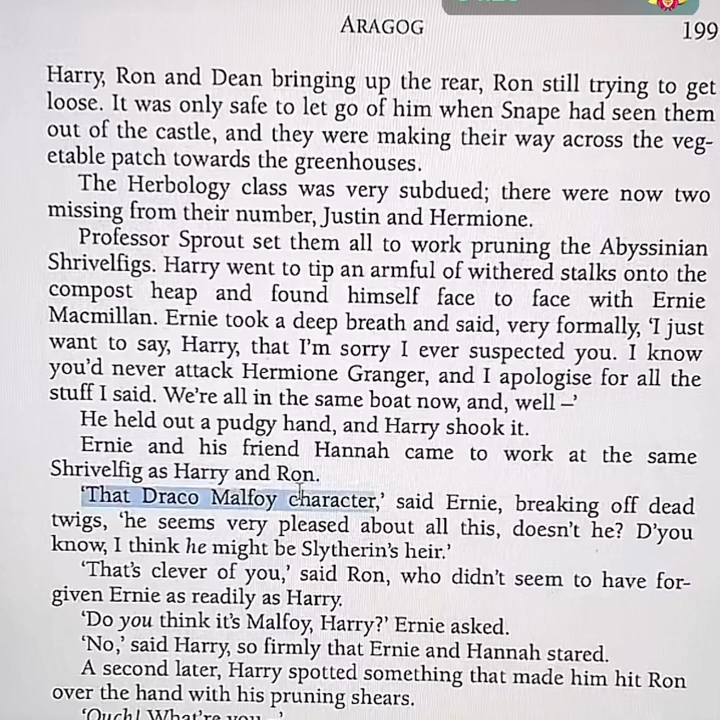 ARAGOG
199
Harry, Ron and Dean bringing up the rear, Ron still trying to get
loose. It was only safe to let go of him when Snape had seen them
out of the castle, and they were making their way across the veg-
etable patch towards the greenhouses.
The Herbology class was very subdued; there were now two
missing from their number, Justin and Hermione.
Professor Sprout set them all to work pruning the Abyssinian
Shrivelfigs. Harry went to tip an armful of withered stalks onto the
compost heap and found himself face to face with Ernie
Macmillan. Ernie took a deep breath and said, very formally, ‘I just
want to say, Harry, that I’m sorry I ever suspected you. I know
you’d never attack Hermione Granger, and I apologise for all the
stuff I said. We’re all in the same boat now, and, well –’
He held out a pudgy hand, and Harry shook it.
Ernie and his friend Hannah came to work at the same
Shrivelfig as Harry and Ron.
‘That Draco Malfoy character,’ said Ernie, breaking off dead
twigs, ‘he seems very pleased about all this, doesn’t he? D’you
know, I think he might be Slytherin’s heir.’
‘That’s clever of you,’ said Ron, who didn’t seem to have for-
given Ernie as readily as Harry.
‘Do you think it’s Malfoy, Harry?’ Ernie asked.
‘No,’ said Harry, so firmly that Ernie and Hannah stared.
A second later, Harry spotted something that made him hit Ron
over the hand with his pruning shears.
‘Ouch! What’re you –’